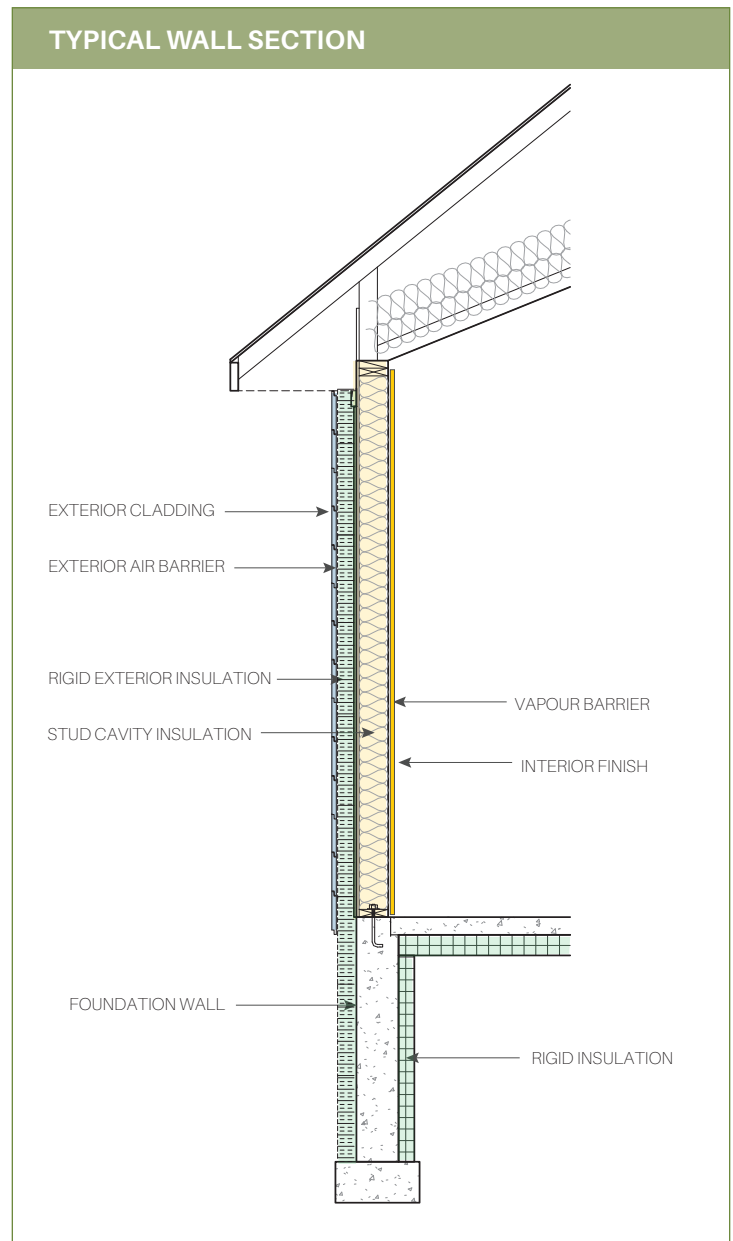 TYPICAL WALL SECTION
EXTERIOR CLADDING
EXTERIOR AIR BARRIER
RIGID EXTERIOR INSULATION
VAPOUR BARRIER
STUD CAVITY INSULATION
INTERIOR FINISH
FOUNDATION WALL
RIGID INSULATION